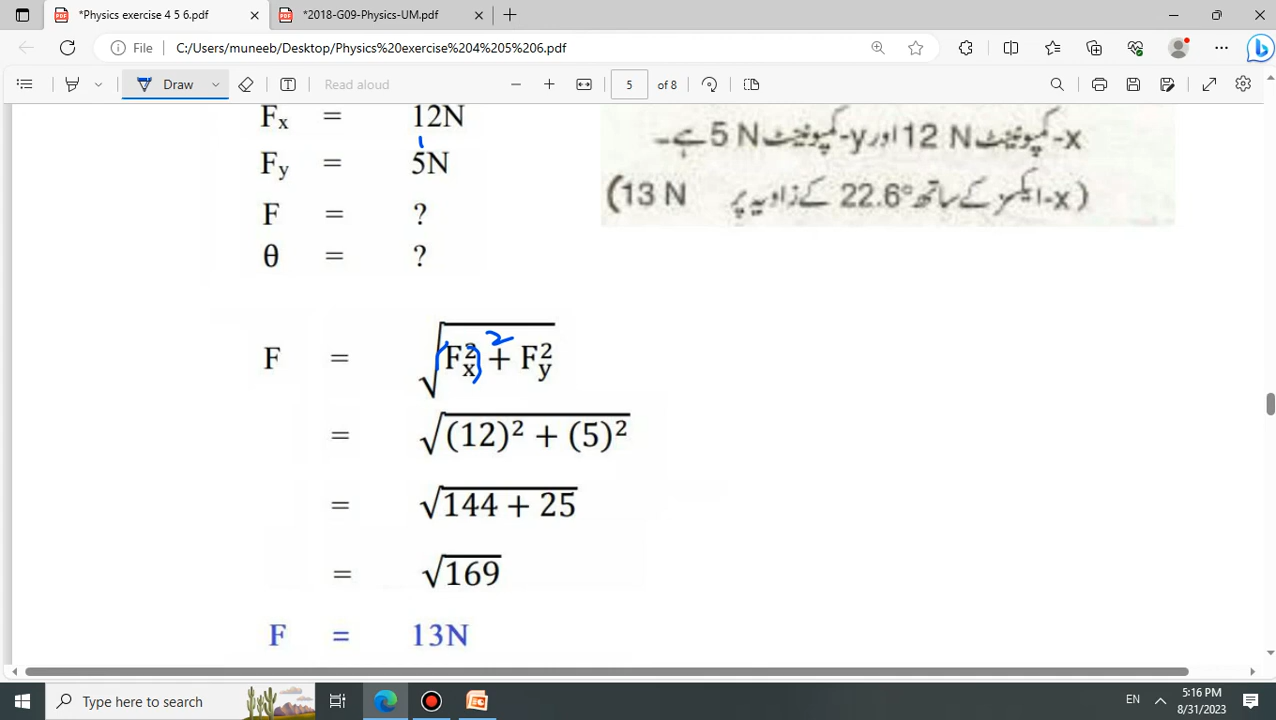 *Physics exercise 4 5 6.pdf
*2018-G09-Physics-UM.pdf
File C:/Users/muneeb/Desktop/Physics%20exercise%204%205%206.pdf
Draw Read aloud 5 of 8
Fx = 12N
Fy = 5N
F = ?
θ = ?
x-کمپونینٹ 12 N اور y-کمپونینٹ 5 N ہے۔
(x-ایکسز کے ساتھ 22.6° کے زاویہ پر 13 N)
F = √(Fx)² + Fy²
= √(12)² + (5)²
= √144 + 25
= √169
F = 13N
Type here to search
EN 5:16 PM
8/31/2023